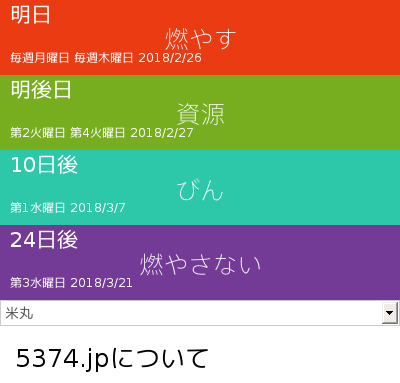 明日
燃やす
毎週月曜日 毎週木曜日 2018/2/26
明後日
資源
第2火曜日 第4火曜日 2018/2/27
10日後
びん
第1水曜日 2018/3/7
24日後
燃やさない
第3水曜日 2018/3/21
米丸
5374.jpについて